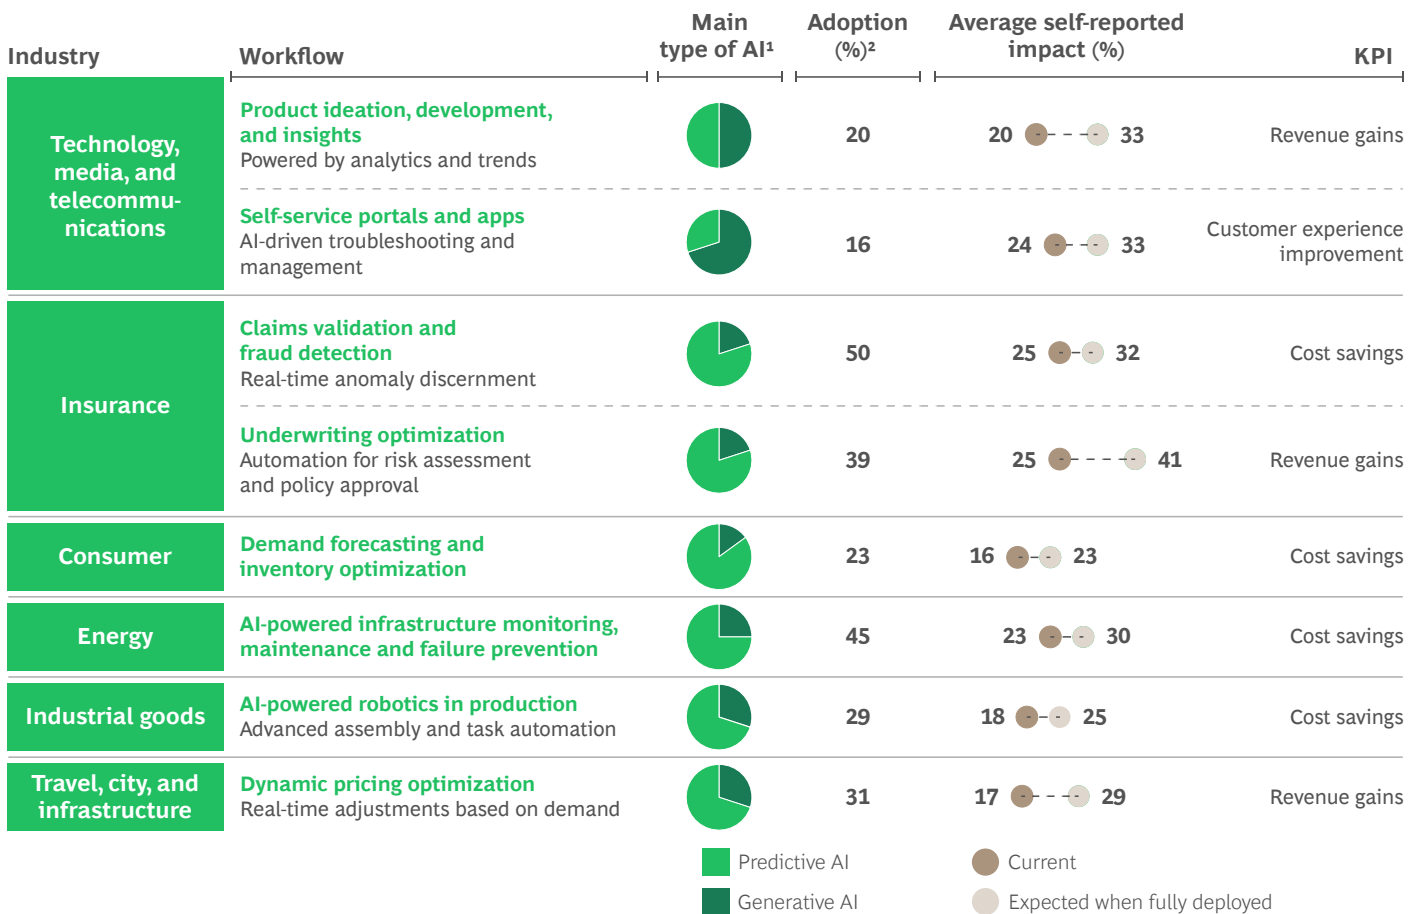 Industry
Workflow
Main
type of AI¹
Adoption
(%)²
Average self-reported
impact (%)
KPI
Technology,
media, and
telecommu-
nications
Product ideation, development,
and insights
Powered by analytics and trends
20
20
33
Revenue gains
Self-service portals and apps
AI-driven troubleshooting and
management
16
24
33
Customer experience
improvement
Insurance
Claims validation and
fraud detection
Real-time anomaly discernment
50
25
32
Cost savings
Underwriting optimization
Automation for risk assessment
and policy approval
39
25
41
Revenue gains
Consumer
Demand forecasting and
inventory optimization
23
16
23
Cost savings
Energy
AI-powered infrastructure monitoring,
maintenance and failure prevention
45
23
30
Cost savings
Industrial goods
AI-powered robotics in production
Advanced assembly and task automation
29
18
25
Cost savings
Travel, city, and
infrastructure
Dynamic pricing optimization
Real-time adjustments based on demand
31
17
29
Revenue gains
Predictive AI
Generative AI
Current
Expected when fully deployed